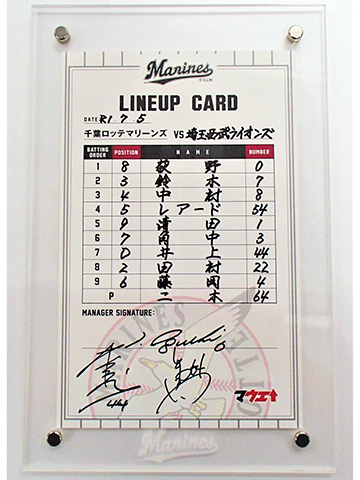 Marines
LINEUP CARD
DATE R1 7 5
千葉ロッテマリーンズ VS 埼玉西武ライオンズ
BATTING ORDER POSITION NAME NUMBER
1 8 荻野 0
2 3 鈴木 7
3 4 中村 8
4 5 レアード 54
5 9 清田 1
6 7 角中 3
7 D 井上 44
8 2 田村 22
9 6 藤岡 4
P 二木 64
MANAGER SIGNATURE:
マウエ↑
Marines